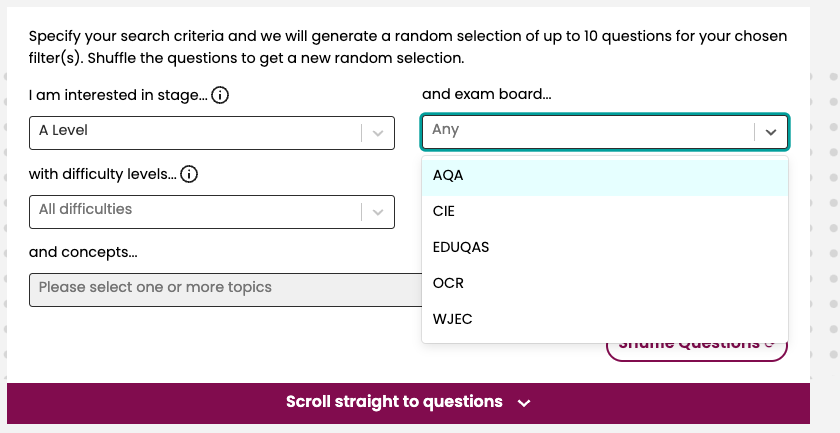 Specify your search criteria and we will generate a random selection of up to 10 questions for your chosen
filter(s). Shuffle the questions to get a new random selection.
I am interested in stage...
and exam board...
A Level
Any
with difficulty levels...
All difficulties
AQA
CIE
EDUQAS
OCR
WJEC
and concepts...
Please select one or more topics
Shuffle Questions
Scroll straight to questions